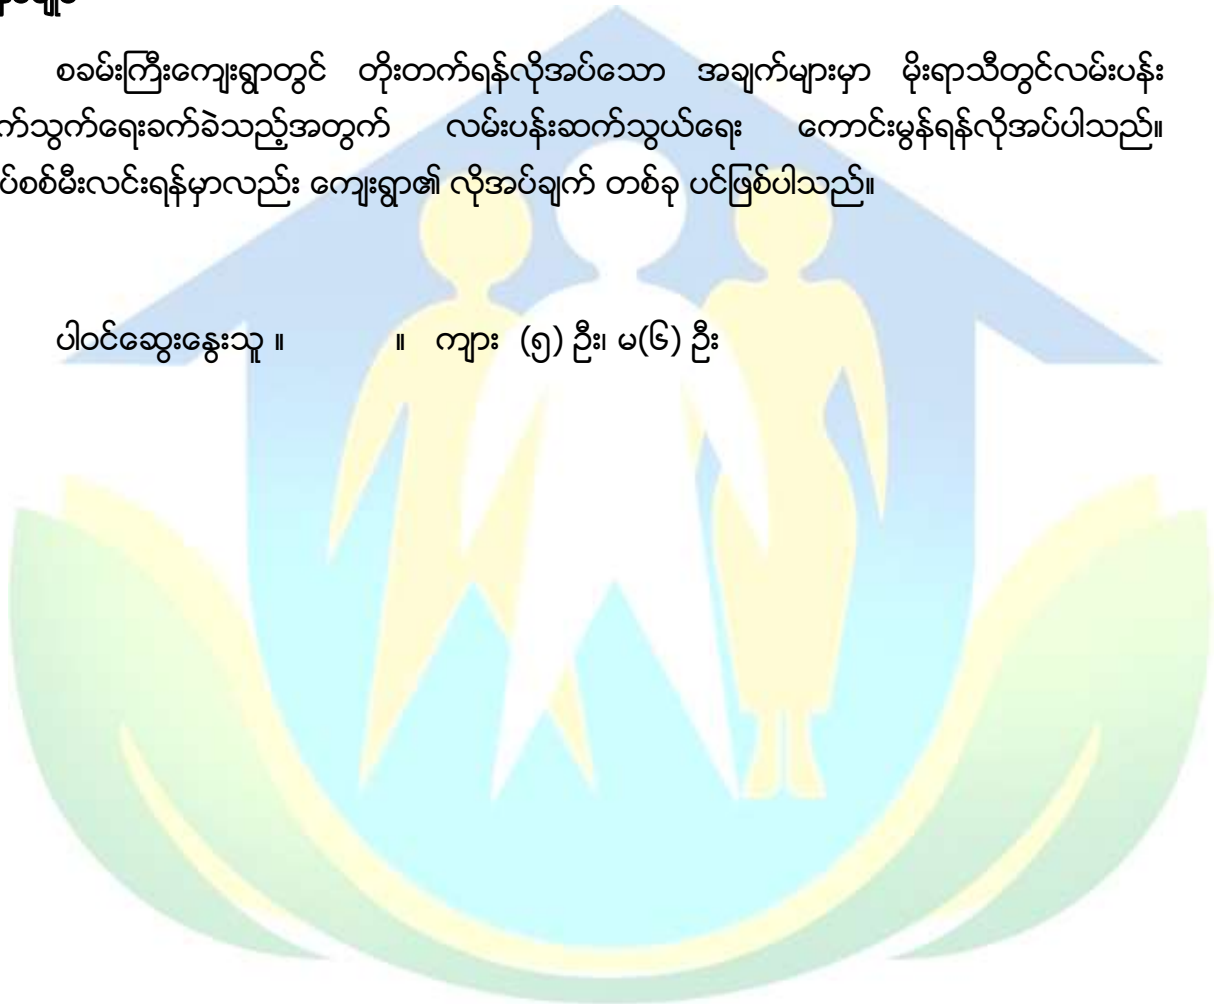 စခမ်းကြီးကျေးရွာတွင် တိုးတက်ရန်လိုအပ်သော အချက်များမှာ မိုးရာသီတွင်လမ်းပန်း
က်သွက်ရေးခက်ခဲသည့်အတွက် လမ်းပန်းဆက်သွယ်ရေး ကောင်းမွန်ရန်လိုအပ်ပါသည်။
ပ်စစ်မီးလင်းရန်မှာလည်း ကျေးရွာ၏ လိုအပ်ချက် တစ်ခု ပင်ဖြစ်ပါသည်။
ပါဝင်ဆွေးနွေးသူ ။ ။ ကျား (၅) ဦး၊ မ(၆) ဦး